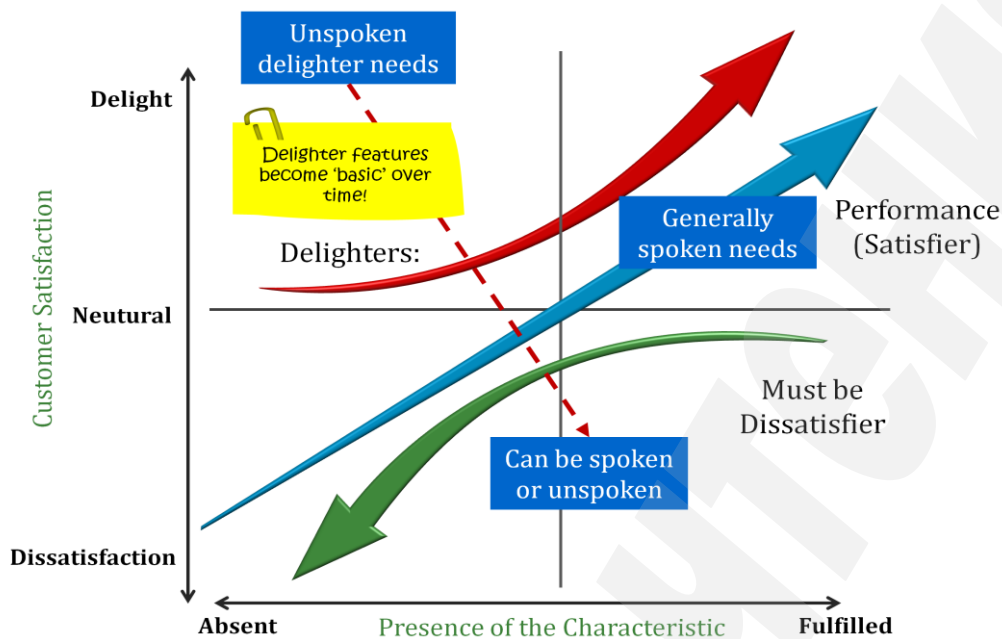 Unspoken
delighter needs
Delight
Delighter features
become ‘basic’ over
time!
Delighters:
Generally
spoken needs
Performance
(Satisfier)
Neutural
Customer Satisfaction
Must be
Dissatisfier
Can be spoken
or unspoken
Dissatisfaction
Absent
Presence of the Characteristic
Fulfilled